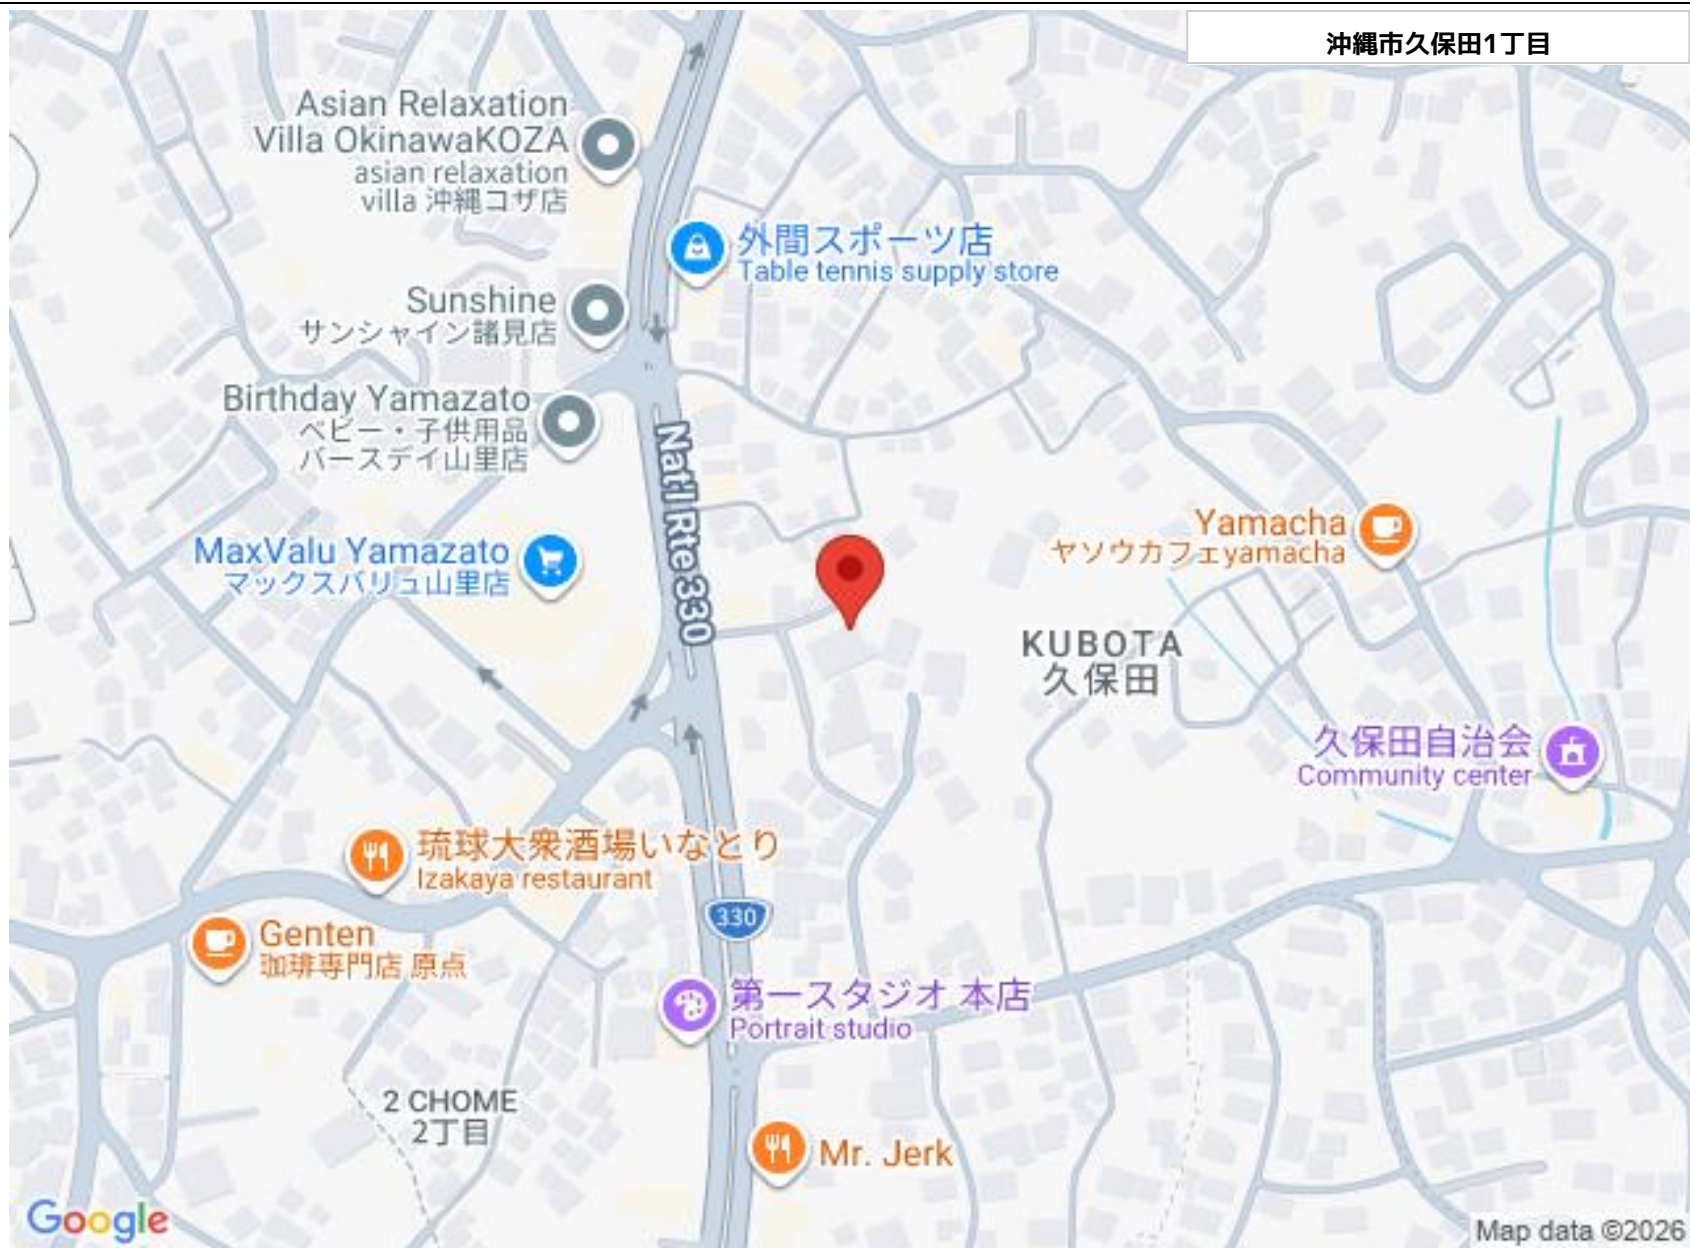 沖縄市久保田1丁目
Asian Relaxation
Villa OkinawaKOZA
asian relaxation
villa 沖縄コザ店
外間スポーツ店
Table tennis supply store
Sunshine
サンシャイン諸見店
Birthday Yamazato
ベビー・子供用品
バースデイ山里店
Nat'l Rte 330
MaxValu Yamazato
マックスバリュ山里店
Yamacha
ヤソウカフェyamacha
KUBOTA
久保田
久保田自治会
Community center
琉球大衆酒場いなとり
Izakaya restaurant
330
Genten
珈琲専門店 原点
第一スタジオ 本店
Portrait studio
2 CHOME
2丁目
Mr. Jerk
Google
Map data ©2026